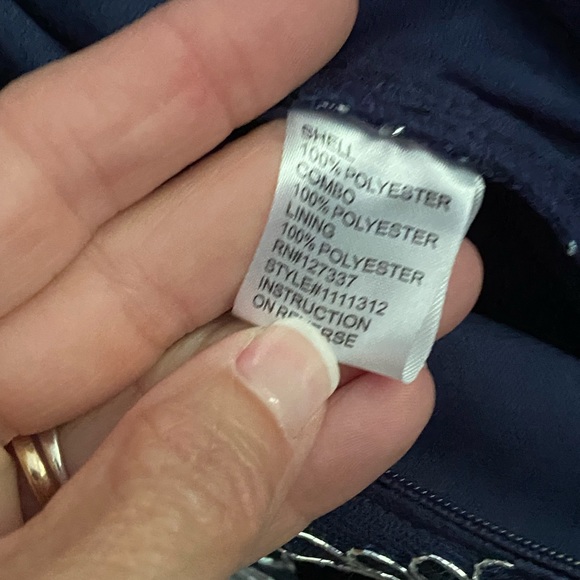 SHELL
100% POLYESTER
COMBO
100% POLYESTER
LINING
100% POLYESTER
RN#127337
STYLE#1111312
INSTRUCTION
ON REVERSE